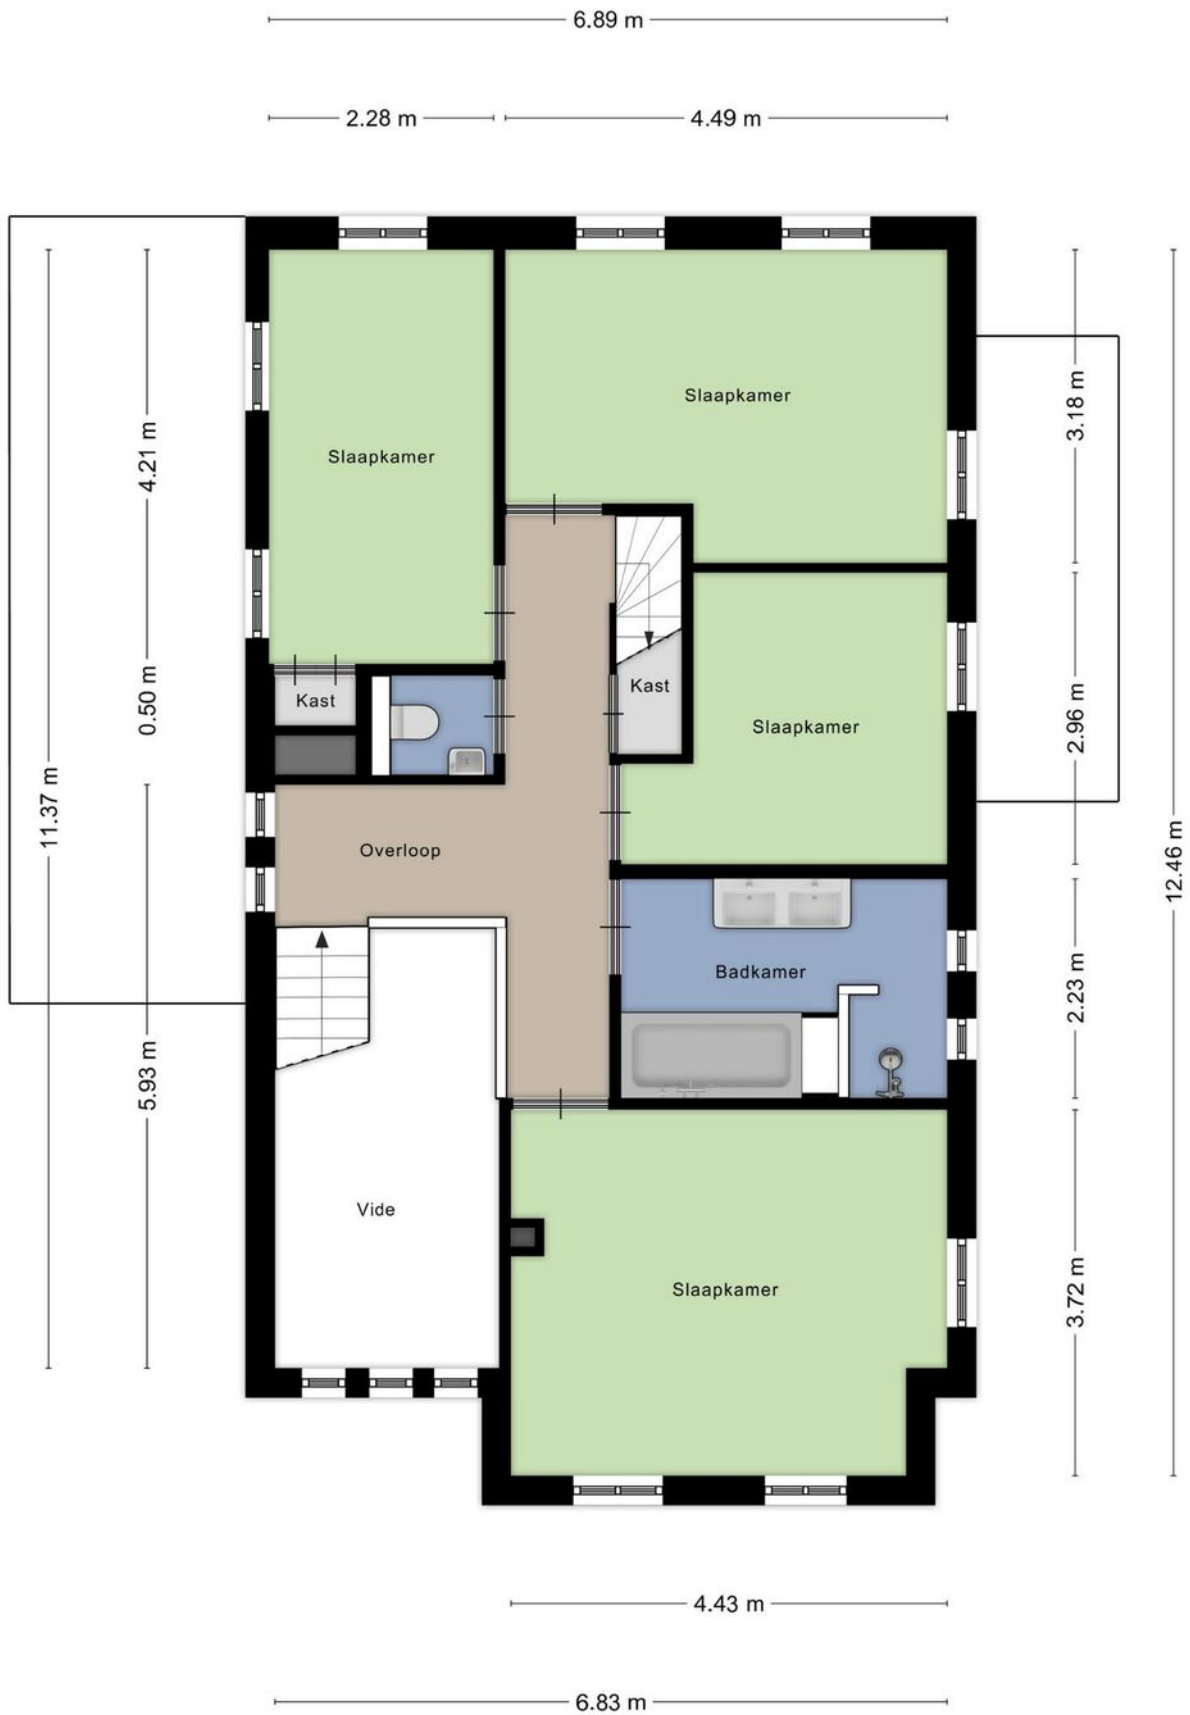 6.89 m
2.28 m
4.49 m
Slaapkamer
3.18 m
Slaapkamer
4.21 m
Kast
Kast
0.50 m
Slaapkamer
2.96 m
11.37 m
Overloop
12.46 m
Badkamer
2.23 m
5.93 m
Vide
Slaapkamer
3.72 m
4.43 m
6.83 m